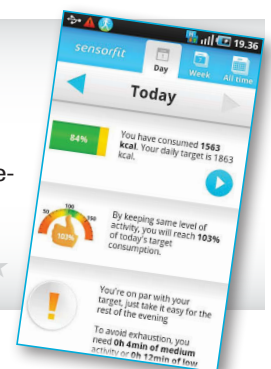 19.36
sensorfit
Day
Week
All time
Today
84%
You have consumed 1563
kcal. Your daily target is 1863
kcal.
e-
50
100
150
103%
By keeping same level of
activity, you will reach 103%
of today's target
consumption.
You're on par with your
target, just take it easy for the
rest of the evening
To avoid exhaustion, you
need 0h 4min of medium
activity or 0h 12min of low